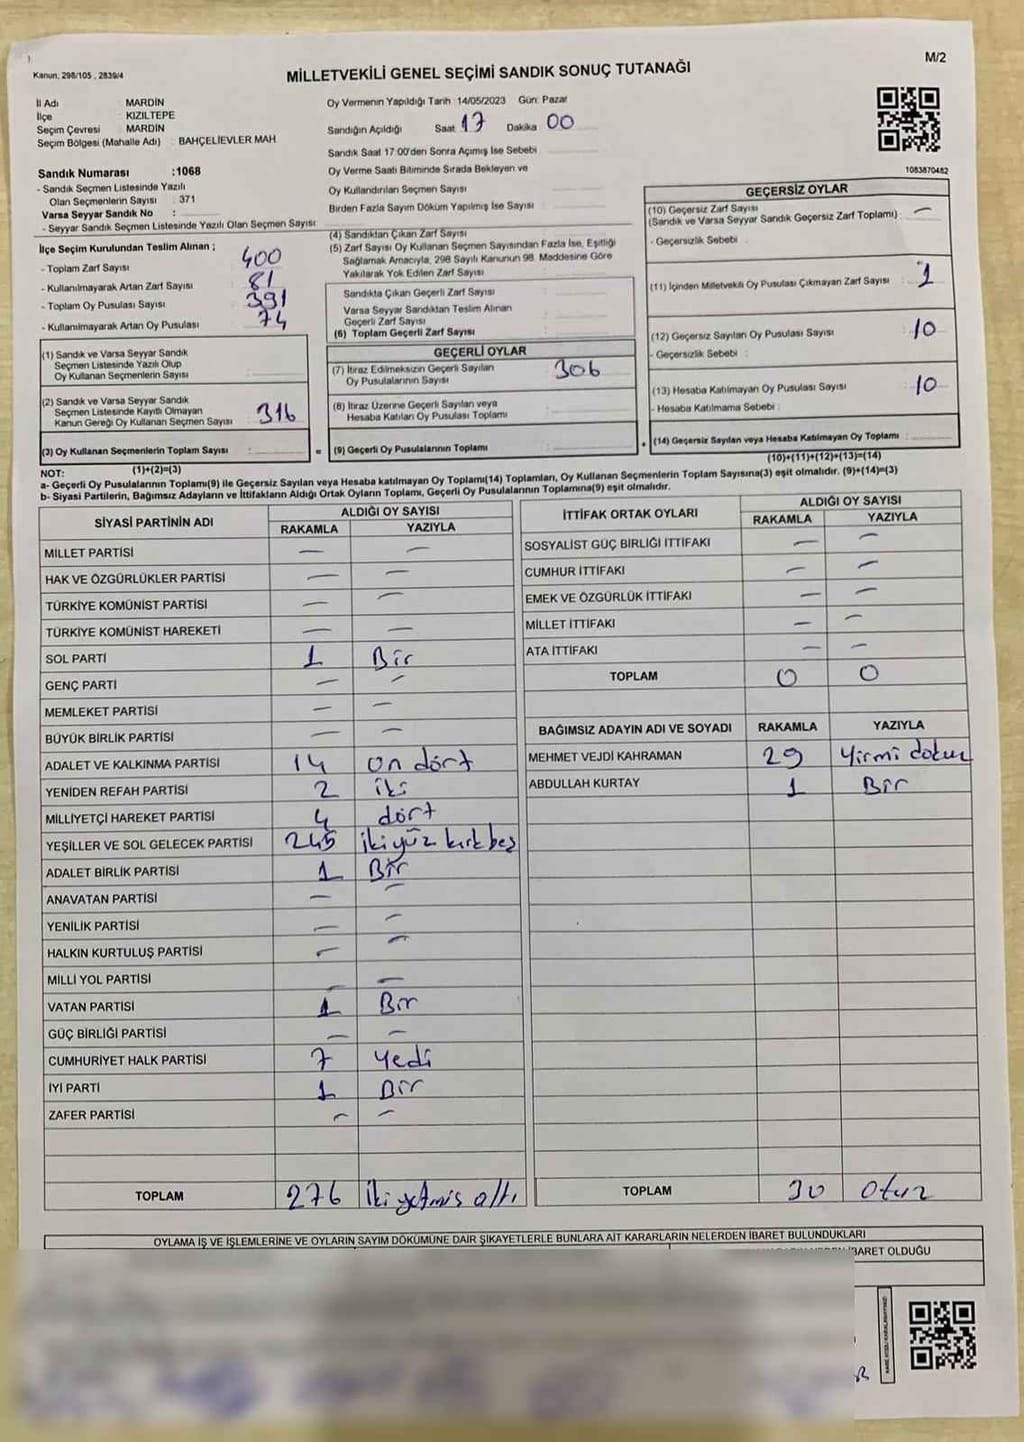 M/2
Kanun: 298/105 , 2839/4
MİLLETVEKİLİ GENEL SEÇİMİ SANDIK SONUÇ TUTANAĞI
İl Adı MARDİN
İlçe KIZILTEPE
Seçim Çevresi MARDİN
Seçim Bölgesi (Mahalle Adı) BAHÇELİEVLER MAH
Sandık Numarası :1068
- Sandık Seçmen Listesinde Yazılı
Olan Seçmenlerin Sayısı : 371
Varsa Seyyar Sandık No :
- Seyyar Sandık Seçmen Listesinde Yazılı Olan Seçmen Sayısı :
Oy Vermenin Yapıldığı Tarih 14/05/2023 Gün: Pazar
Sandığın Açıldığı Saat 17 Dakika 00
Sandık Saat 17:00'den Sonra Açımış İse Sebebi
Oy Verme Saati Bitiminde Sırada Bekleyen ve
Oy Kullandırılan Seçmen Sayısı
Birden Fazla Sayım Döküm Yapılmış İse Sayısı
1083870482
İlçe Seçim Kurulundan Teslim Alınan ;
- Toplam Zarf Sayısı 400
- Kullanılmayarak Artan Zarf Sayısı 81
- Toplam Oy Pusulası Sayısı 391
- Kullanılmayarak Artan Oy Pusulası 74
(4) Sandıktan Çıkan Zarf Sayısı
(5) Zarf Sayısı Oy Kullanan Seçmen Sayısından Fazla İse, Eşitliği
Sağlamak Amacıyla, 298 Sayılı Kanunun 98. Maddesine Göre
Yakılarak Yok Edilen Zarf Sayısı
Sandıkta Çıkan Geçerli Zarf Sayısı
Varsa Seyyar Sandıktan Teslim Alınan
Geçerli Zarf Sayısı
(6) Toplam Geçerli Zarf Sayısı
GEÇERSİZ OYLAR
(10) Geçersiz Zarf Sayısı
(Sandık ve Varsa Seyyar Sandık Geçersiz Zarf Toplamı) : —
- Geçersizlik Sebebi :
(11) İçinden Milletvekili Oy Pusulası Çıkmayan Zarf Sayısı 1
(12) Geçersiz Sayılan Oy Pusulası Sayısı 10
- Geçersizlik Sebebi :
(13) Hesaba Katılmayan Oy Pusulası Sayısı 10
- Hesaba Katılmama Sebebi :
(14) Geçersiz Sayılan veya Hesaba Katılmayan Oy Toplamı :
(10)+(11)+(12)+(13)=(14)
(1) Sandık ve Varsa Seyyar Sandık
Seçmen Listesinde Yazılı Olup
Oy Kullanan Seçmenlerin Sayısı :
(2) Sandık ve Varsa Seyyar Sandık
Seçmen Listesinde Kayıtlı Olmayan
Kanun Gereği Oy Kullanan Seçmen Sayısı : 316
(3) Oy Kullanan Seçmenlerin Toplam Sayısı :
(1)+(2)=(3)
GEÇERLİ OYLAR
(7) İtiraz Edilmeksizin Geçerli Sayılan
Oy Pusulalarının Sayısı : 306
(8) İtiraz Üzerine Geçerli Sayılan veya
Hesaba Katılan Oy Pusulası Toplamı :
= (9) Geçerli Oy Pusulalarının Toplamı : +
NOT:
a- Geçerli Oy Pusulalarının Toplamı(9) ile Geçersiz Sayılan veya Hesaba katılmayan Oy Toplamı(14) Toplamları, Oy Kullanan Seçmenlerin Toplam Sayısına(3) eşit olmalıdır. (9)+(14)=(3)
b- Siyasi Partilerin, Bağımsız Adayların ve İttifakların Aldığı Ortak Oyların Toplamı, Geçerli Oy Pusulalarının Toplamına(9) eşit olmalıdır.
SİYASİ PARTİNİN ADI ALDIĞI OY SAYISI
RAKAMLA YAZIYLA
MİLLET PARTİSİ — —
HAK VE ÖZGÜRLÜKLER PARTİSİ — —
TÜRKİYE KOMÜNİST PARTİSİ — —
TÜRKİYE KOMÜNİST HAREKETİ — —
SOL PARTİ 1 Bir
GENÇ PARTİ — —
MEMLEKET PARTİSİ — —
BÜYÜK BİRLİK PARTİSİ — —
ADALET VE KALKINMA PARTİSİ 14 on dört
YENİDEN REFAH PARTİSİ 2 iki
MİLLİYETÇİ HAREKET PARTİSİ 4 dört
YEŞİLLER VE SOL GELECEK PARTİSİ 245 iki yüz kırk beş
ADALET BİRLİK PARTİSİ 1 Bir
ANAVATAN PARTİSİ — —
YENİLİK PARTİSİ — —
HALKIN KURTULUŞ PARTİSİ — —
MİLLİ YOL PARTİSİ — —
VATAN PARTİSİ 1 Bir
GÜÇ BİRLİĞİ PARTİSİ — —
CUMHURİYET HALK PARTİSİ 7 yedi
İYİ PARTİ 1 Bir
ZAFER PARTİSİ — —
TOPLAM 276 iki yetmis altı
İTTİFAK ORTAK OYLARI ALDIĞI OY SAYISI
RAKAMLA YAZIYLA
SOSYALİST GÜÇ BİRLİĞİ İTTİFAKI — —
CUMHUR İTTİFAKI — —
EMEK VE ÖZGÜRLÜK İTTİFAKI — —
MİLLET İTTİFAKI — —
ATA İTTİFAKI — —
TOPLAM 0 0
BAĞIMSIZ ADAYIN ADI VE SOYADI RAKAMLA YAZIYLA
MEHMET VEJDİ KAHRAMAN 29 yirmi dokuz
ABDULLAH KURTAY 1 Bir
TOPLAM 30 otuz
OYLAMA İŞ VE İŞLEMLERİNE VE OYLARIN SAYIM DÖKÜMÜNE DAİR ŞİKAYETLERLE BUNLARA AİT KARARLARIN NELERDEN İBARET BULUNDUKLARI
OLDUĞU